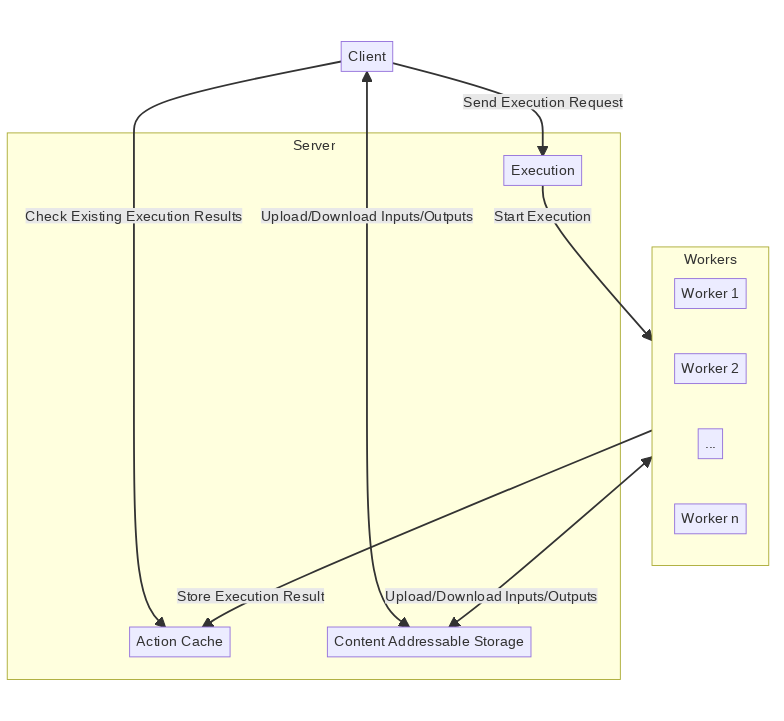 Client
Send Execution Request
Server
Execution
Check Existing Execution Results
Upload/Download Inputs/Outputs
Start Execution
Workers
Worker 1
Worker 2
...
Worker n
Store Execution Result
Upload/Download Inputs/Outputs
Action Cache
Content Addressable Storage